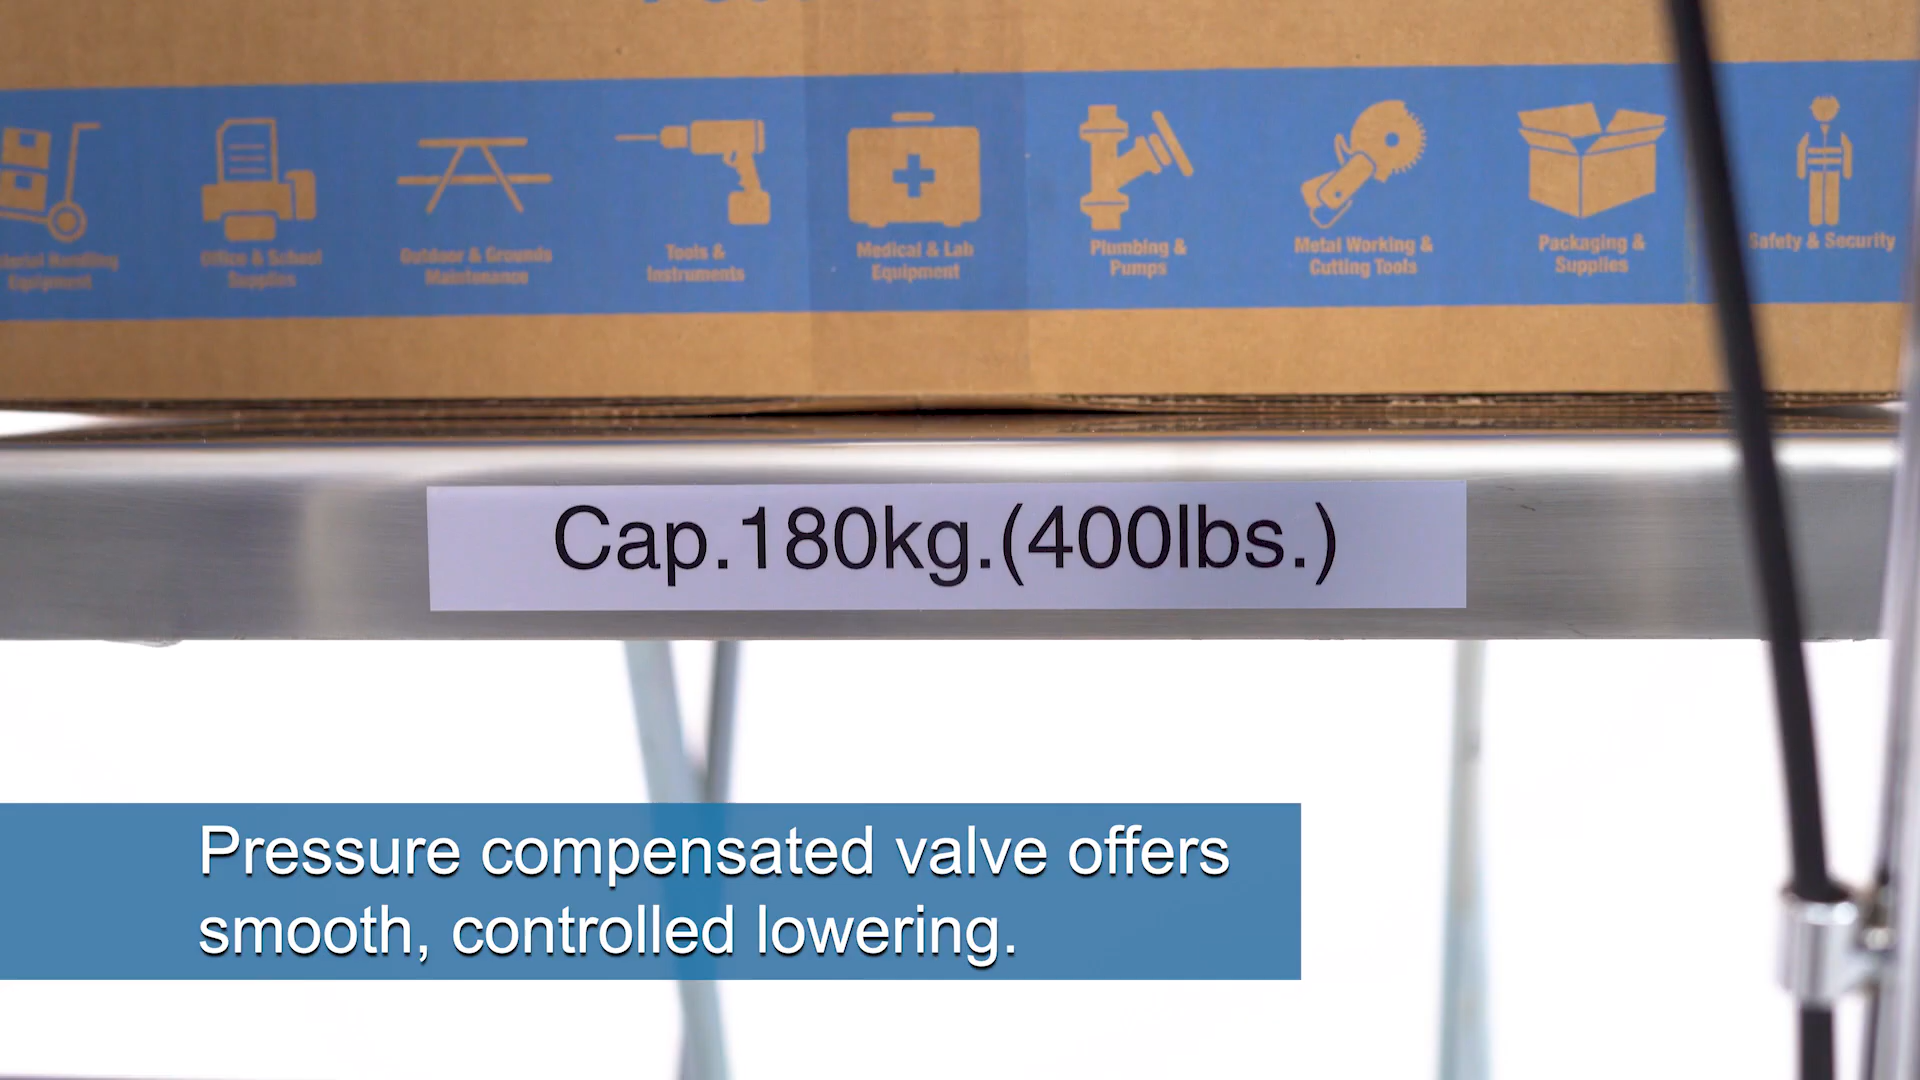 Handling
Equipment
Office & School
Supplies
Outdoor & Grounds
Maintenance
Tools &
Instruments
Medical & Lab
Equipment
Plumbing &
Pumps
Metal Working &
Cutting Tools
Packaging &
Supplies
Safety & Security
Cap.180kg.(400lbs.)
Pressure compensated valve offers
smooth, controlled lowering.